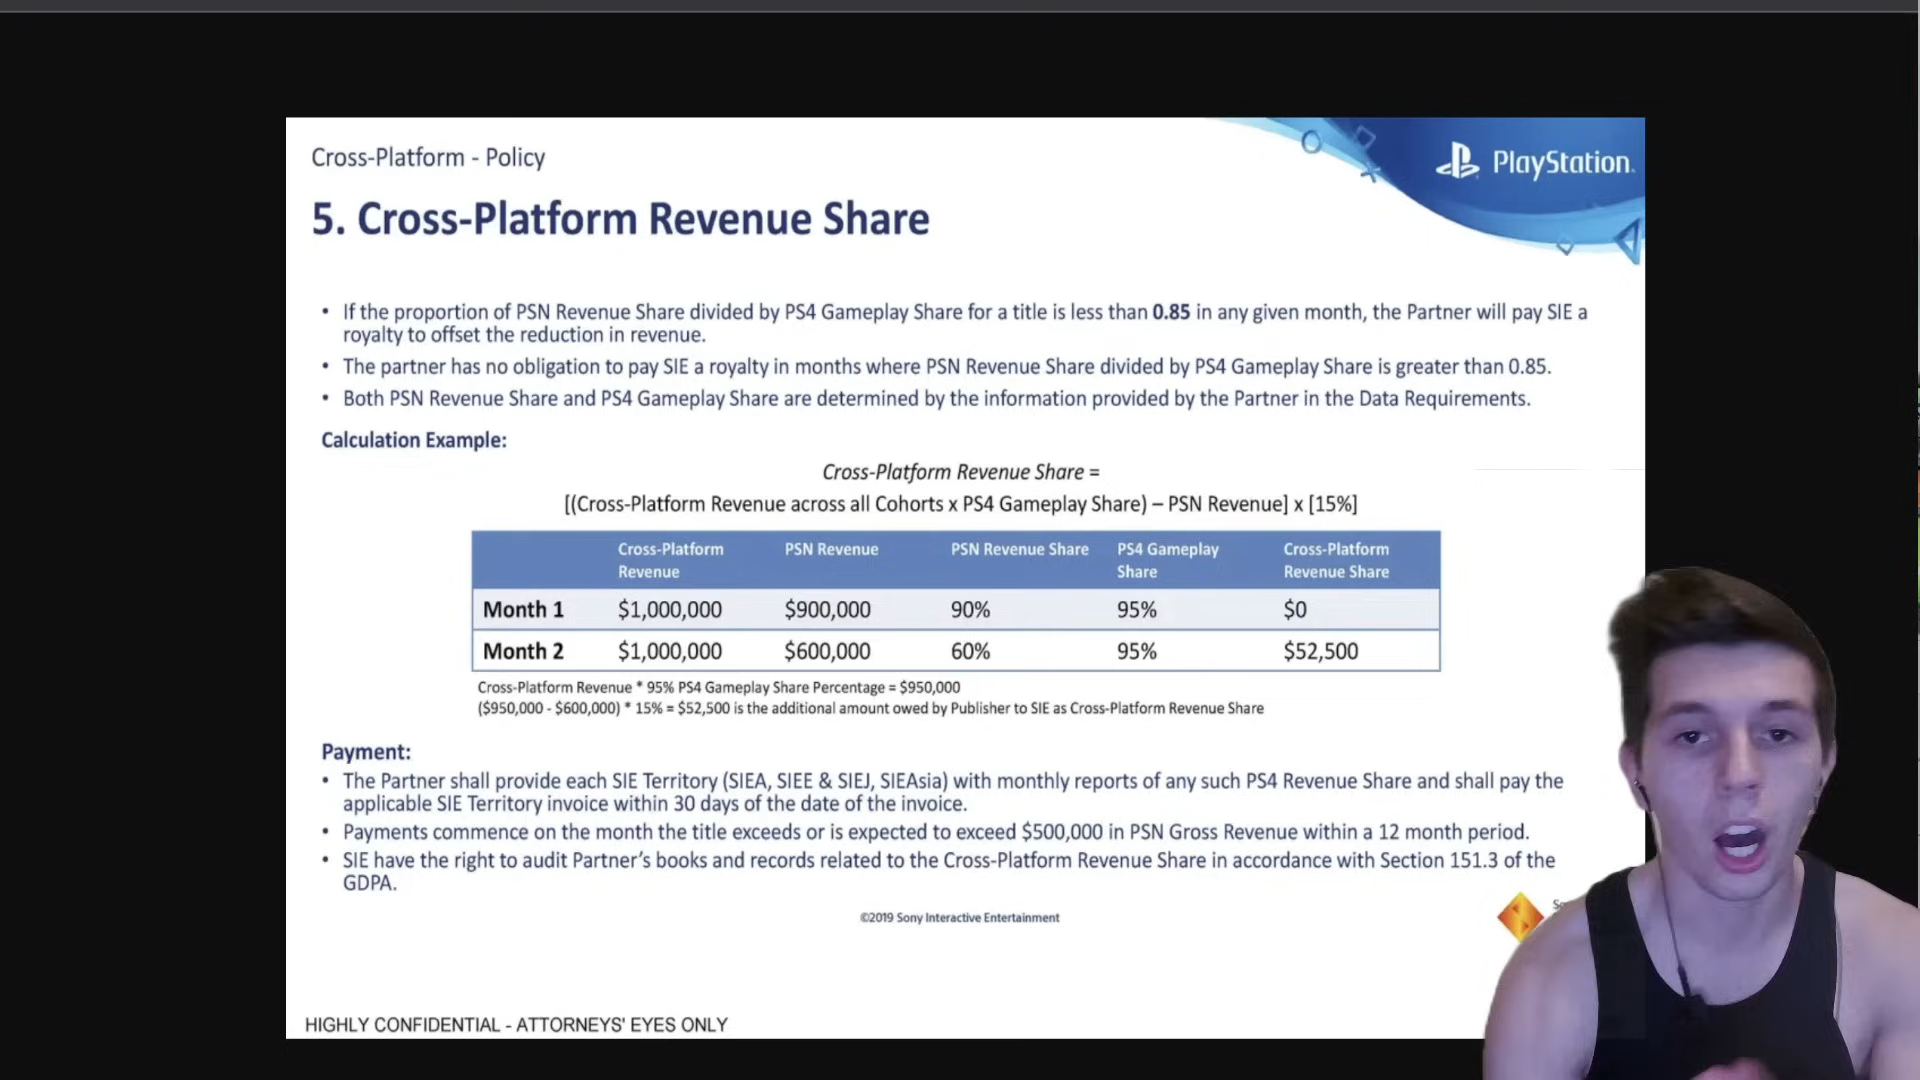 Cross-Platform - Policy
PlayStation
5. Cross-Platform Revenue Share
• If the proportion of PSN Revenue Share divided by PS4 Gameplay Share for a title is less than 0.85 in any given month, the Partner will pay SIE a
royalty to offset the reduction in revenue.
• The partner has no obligation to pay SIE a royalty in months where PSN Revenue Share divided by PS4 Gameplay Share is greater than 0.85.
• Both PSN Revenue Share and PS4 Gameplay Share are determined by the information provided by the Partner in the Data Requirements.
Calculation Example:
Cross-Platform Revenue Share =
[(Cross-Platform Revenue across all Cohorts x PS4 Gameplay Share) – PSN Revenue] x [15%]
Cross-Platform Revenue PSN Revenue PSN Revenue Share PS4 Gameplay Share Cross-Platform Revenue Share
Month 1 $1,000,000 $900,000 90% 95% $0
Month 2 $1,000,000 $600,000 60% 95% $52,500
Cross-Platform Revenue * 95% PS4 Gameplay Share Percentage = $950,000
($950,000 - $600,000) * 15% = $52,500 is the additional amount owed by Publisher to SIE as Cross-Platform Revenue Share
Payment:
• The Partner shall provide each SIE Territory (SIEA, SIEE & SIEJ, SIEAsia) with monthly reports of any such PS4 Revenue Share and shall pay the
applicable SIE Territory invoice within 30 days of the date of the invoice.
• Payments commence on the month the title exceeds or is expected to exceed $500,000 in PSN Gross Revenue within a 12 month period.
• SIE have the right to audit Partner's books and records related to the Cross-Platform Revenue Share in accordance with Section 151.3 of the
GDPA.
©2019 Sony Interactive Entertainment
HIGHLY CONFIDENTIAL - ATTORNEYS' EYES ONLY